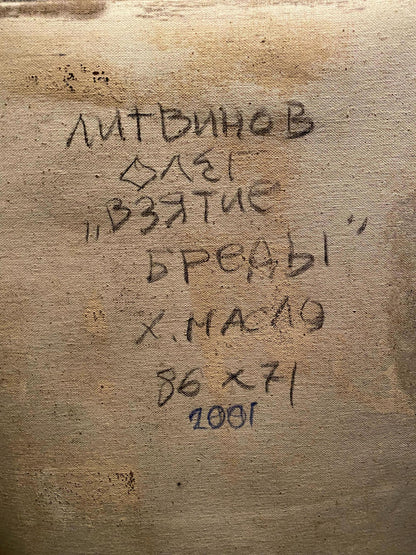 ЛИТВИНОВ
ОЛЕГ
„ВЗЯТИЕ
БРЕДЫ"
Х. МАСЛО
86 х 71
2001